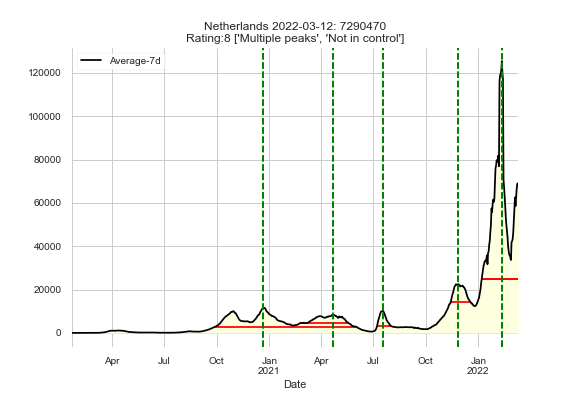 Netherlands 2022-03-12: 7290470
Rating:8 ['Multiple peaks', 'Not in control']
Average-7d
120000
100000
80000
60000
40000
20000
0
Apr Jul Oct Jan Apr Jul Oct Jan
2021 2022
Date